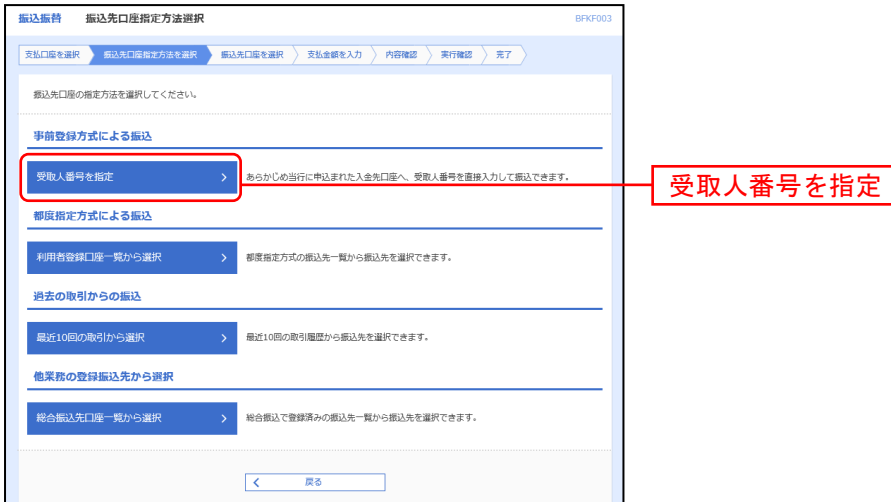 振込振替 振込先口座指定方法選択 BFKF003
支払口座を選択 振込先口座指定方法を選択 振込先口座を選択 支払金額を入力 内容確認 実行確認 完了
振込先口座の指定方法を選択してください。
事前登録方式による振込
受取人番号を指定 あらかじめ当行に申込まれた入金先口座へ、受取人番号を直接入力して振込できます。
受取人番号を指定
都度指定方式による振込
利用者登録口座一覧から選択 都度指定方式の振込先一覧から振込先を選択できます。
過去の取引からの振込
最近10回の取引から選択 最近10回の取引履歴から振込先を選択できます。
他業務の登録振込先から選択
総合振込先口座一覧から選択 総合振込で登録済みの振込先一覧から振込先を選択できます。
戻る